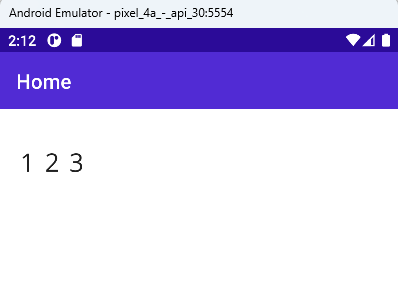 Android Emulator - pixel_4a_-_api_30:5554
2:12
Home
1 2 3